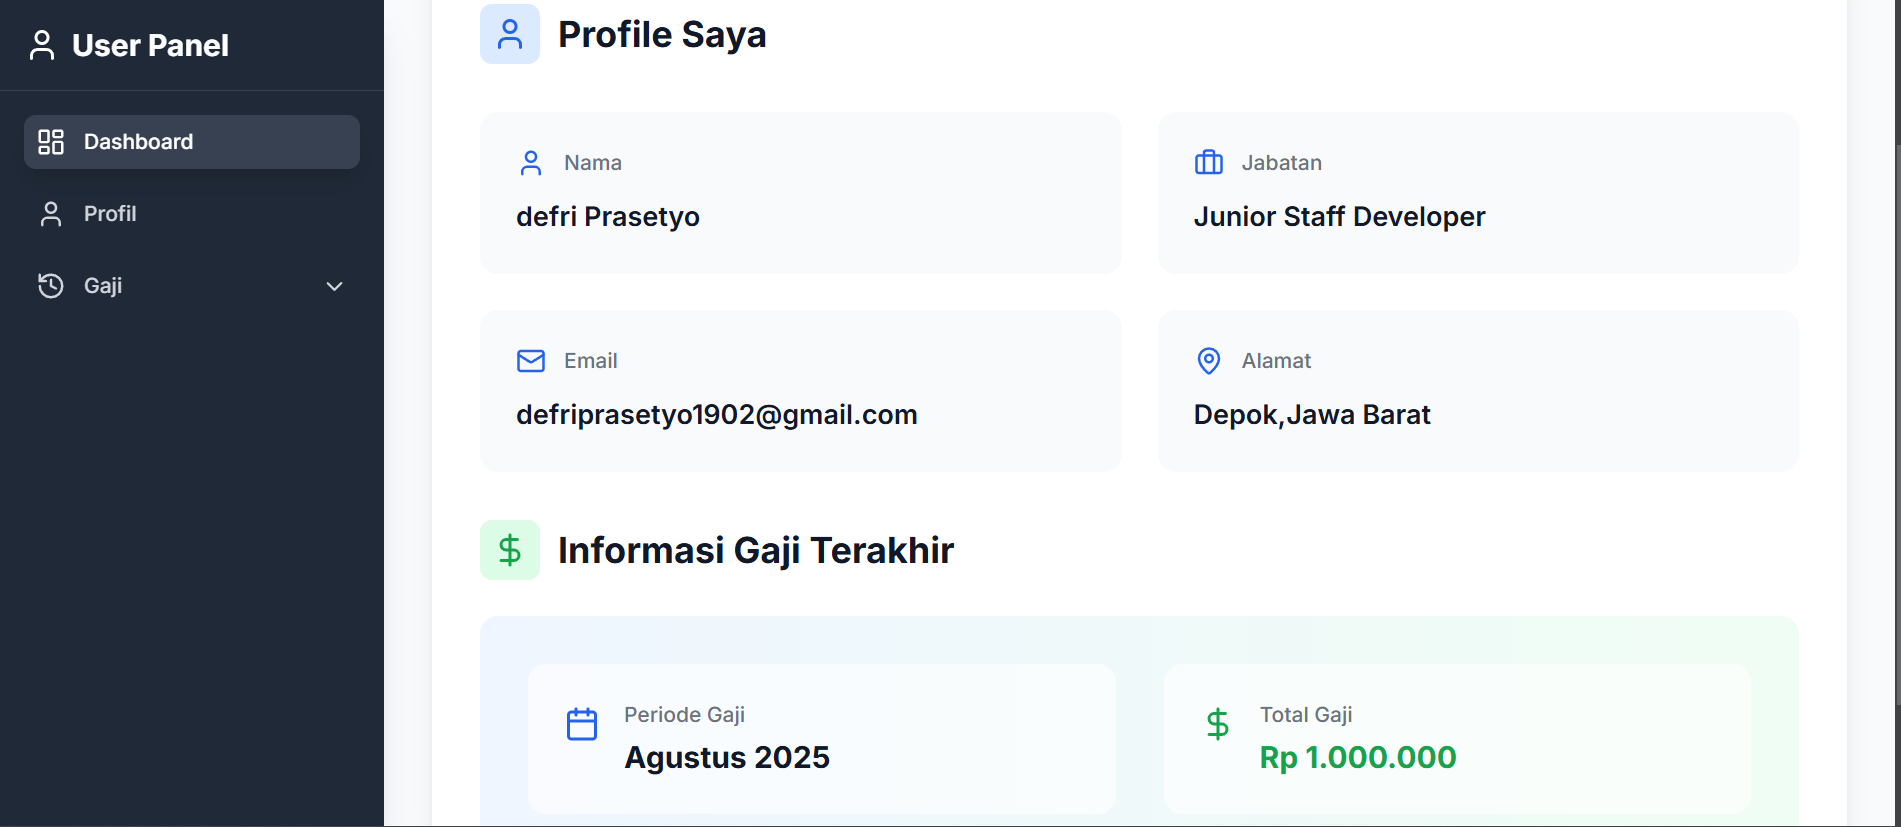 User Panel
Dashboard
Profil
Gaji
Profile Saya
Nama
defri Prasetyo
Jabatan
Junior Staff Developer
Email
defriprasetyo1902@gmail.com
Alamat
Depok,Jawa Barat
Informasi Gaji Terakhir
Periode Gaji
Agustus 2025
Total Gaji
Rp 1.000.000